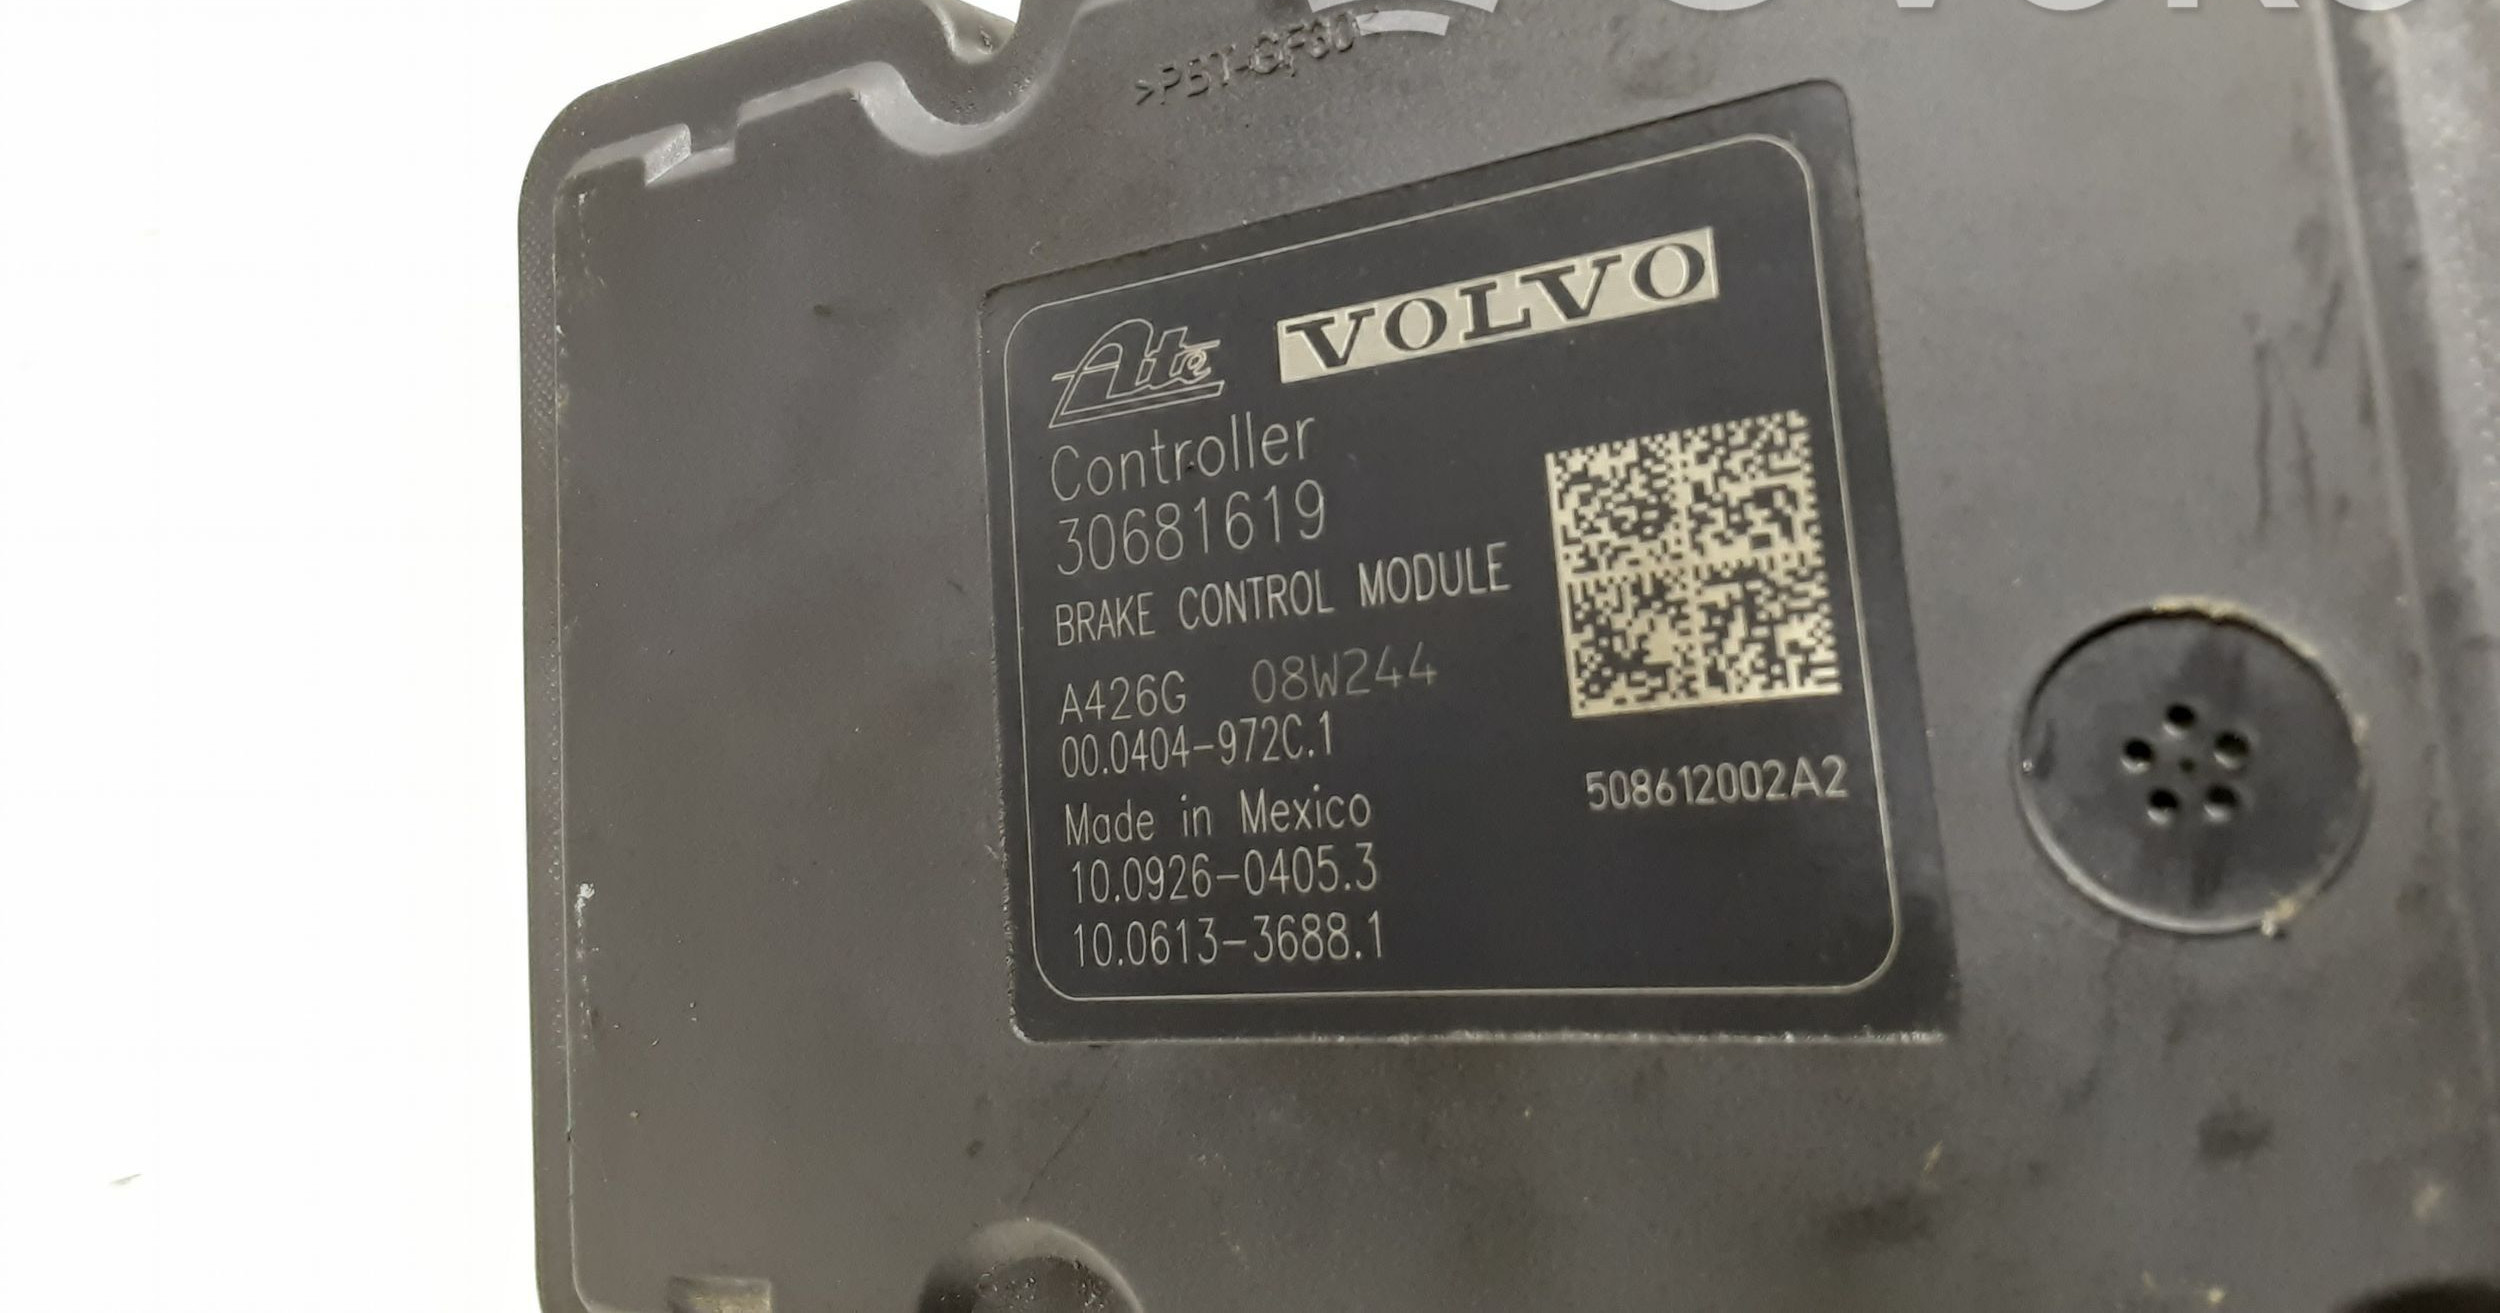 >PBT-GF30<
Ate VOLVO
Controller
30681619
BRAKE CONTROL MODULE
A426G 08W244
00.0404-972C.1
Made in Mexico
508612002A2
10.0926-0405.3
10.0613-3688.1